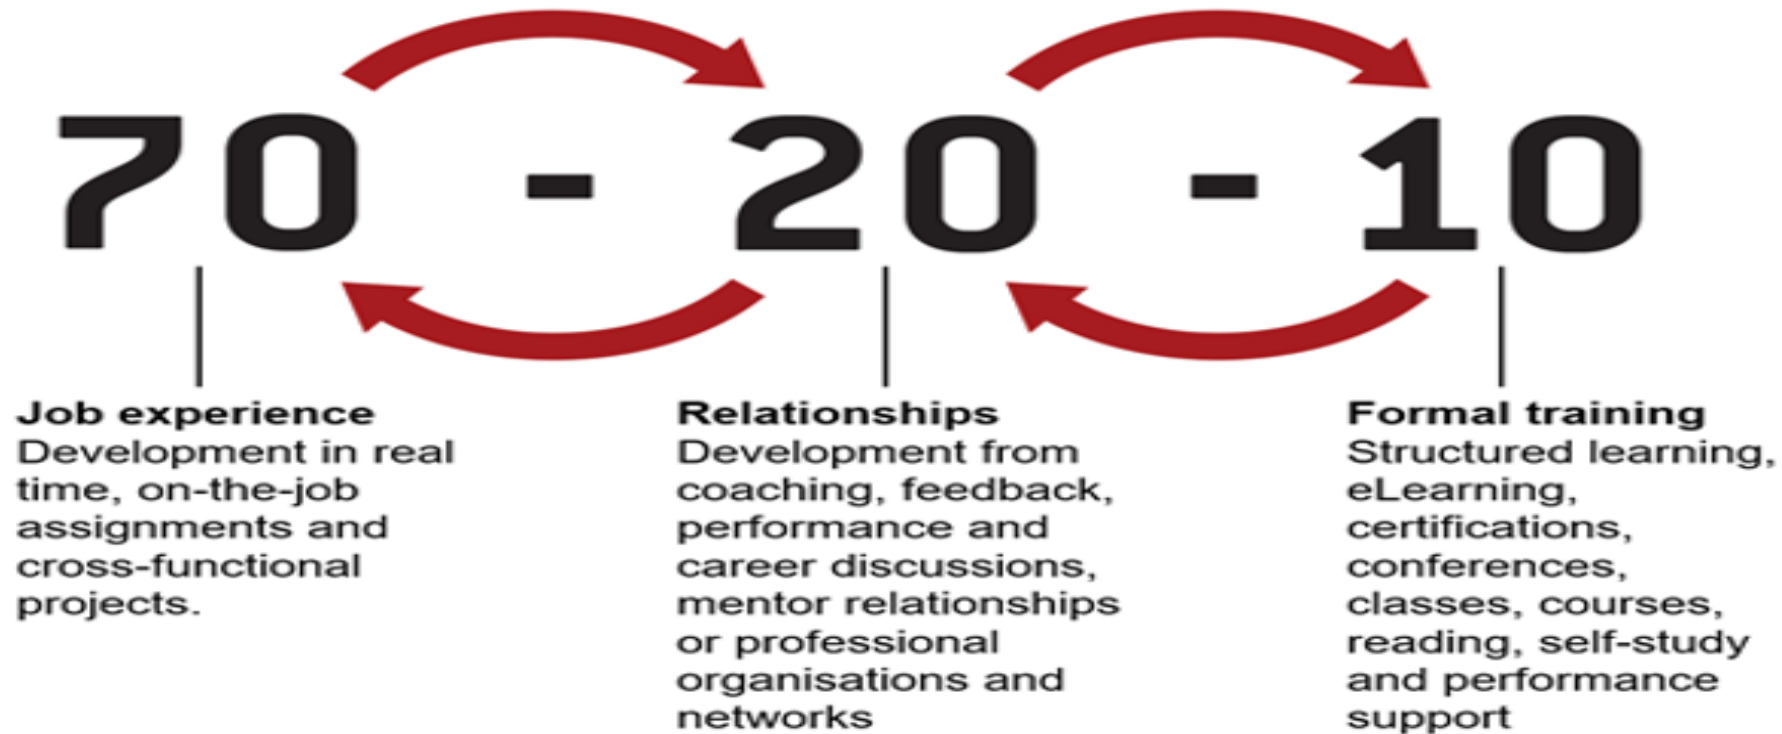 70 - 20 - 10
Job experience
Development in real
time, on-the-job
assignments and
cross-functional
projects.
Relationships
Development from
coaching, feedback,
performance and
career discussions,
mentor relationships
or professional
organisations and
networks
Formal training
Structured learning,
eLearning,
certifications,
conferences,
classes, courses,
reading, self-study
and performance
support